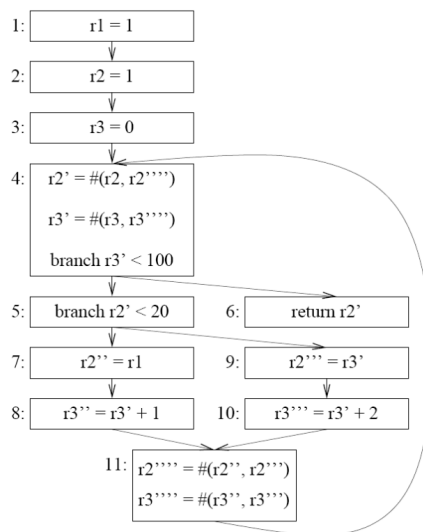 1: r1 = 1
2: r2 = 1
3: r3 = 0
4: r2' = #(r2, r2'''')
r3' = #(r3, r3'''')
branch r3' < 100
5: branch r2' < 20
6: return r2'
7: r2'' = r1
9: r2''' = r3'
8: r3'' = r3' + 1
10: r3''' = r3' + 2
11: r2'''' = #(r2'', r2''')
r3'''' = #(r3'', r3''')